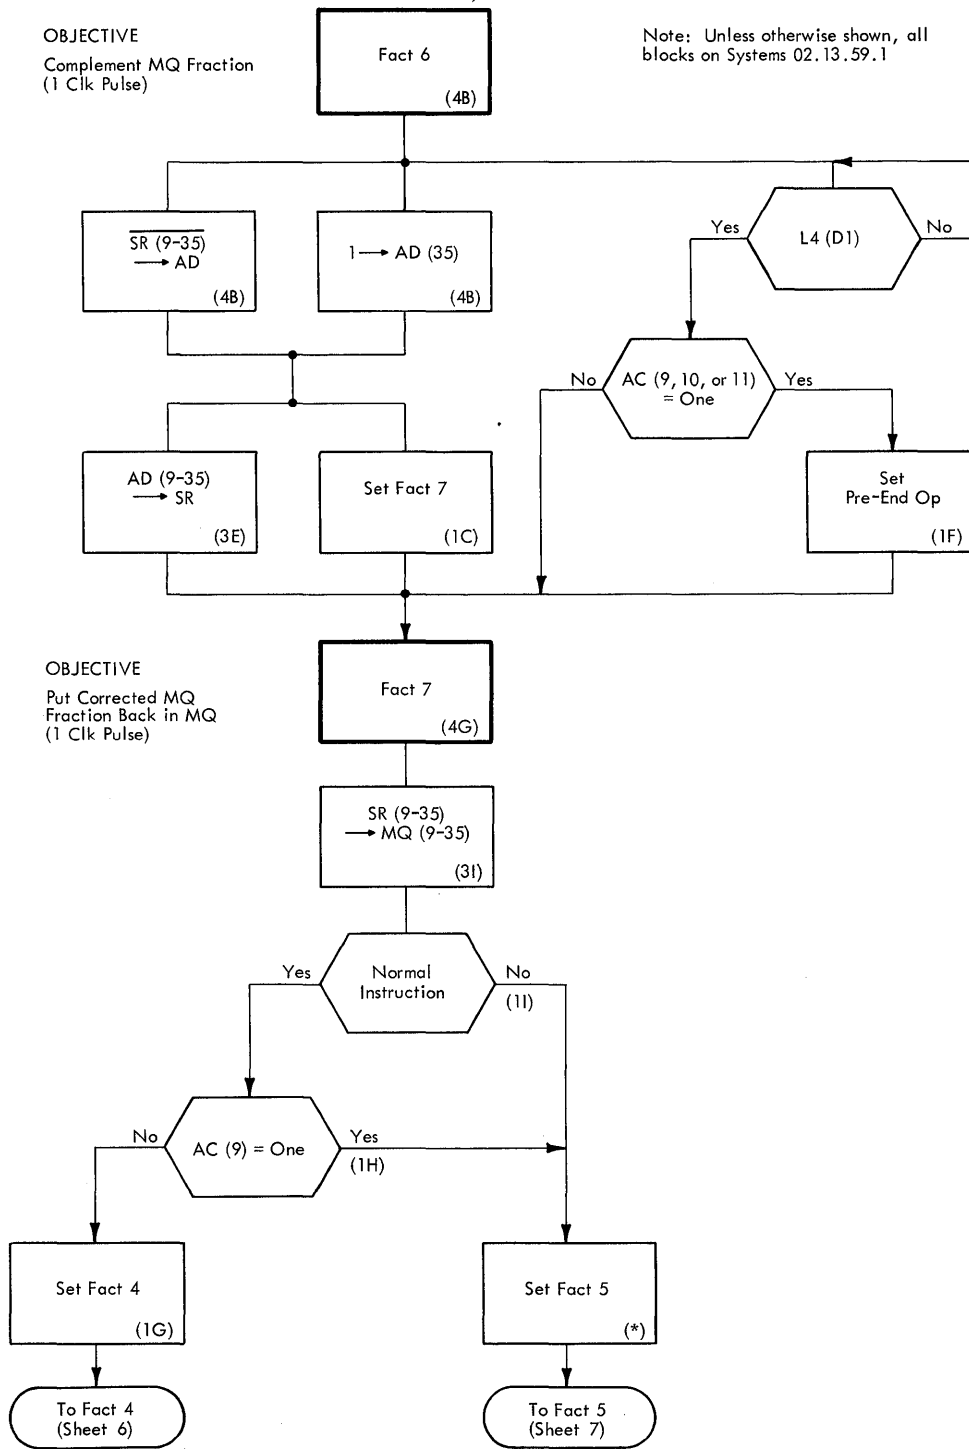 OBJECTIVE
Complement MQ Fraction
(1 Clk Pulse)
Fact 6
(4B)
Note: Unless otherwise shown, all
blocks on Systems 02.13.59.1
SR (9-35)
→ AD
(4B)
1 → AD (35)
(4B)
Yes
L4 (D1)
No
No
AC (9, 10, or 11)
= One
Yes
AD (9-35)
→ SR
(3E)
Set Fact 7
(1C)
Set
Pre-End Op
(1F)
OBJECTIVE
Put Corrected MQ
Fraction Back in MQ
(1 Clk Pulse)
Fact 7
(4G)
SR (9-35)
→ MQ (9-35)
(3I)
Yes
Normal
Instruction
No
(1I)
No
AC (9) = One
Yes
(1H)
Set Fact 4
(1G)
Set Fact 5
(*)
To Fact 4
(Sheet 6)
To Fact 5
(Sheet 7)